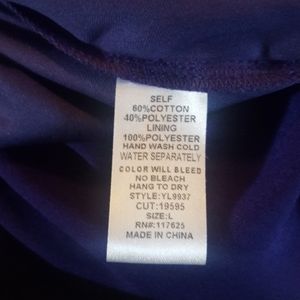 SELF
60%COTTON
40%POLYESTER
LINING
100%POLYESTER
HAND WASH COLD
WATER SEPARATELY
COLOR WILL BLEED
NO BLEACH
HANG TO DRY
STYLE:YL9937
CUT:19595
SIZE:L
RN#:117625
MADE IN CHINA